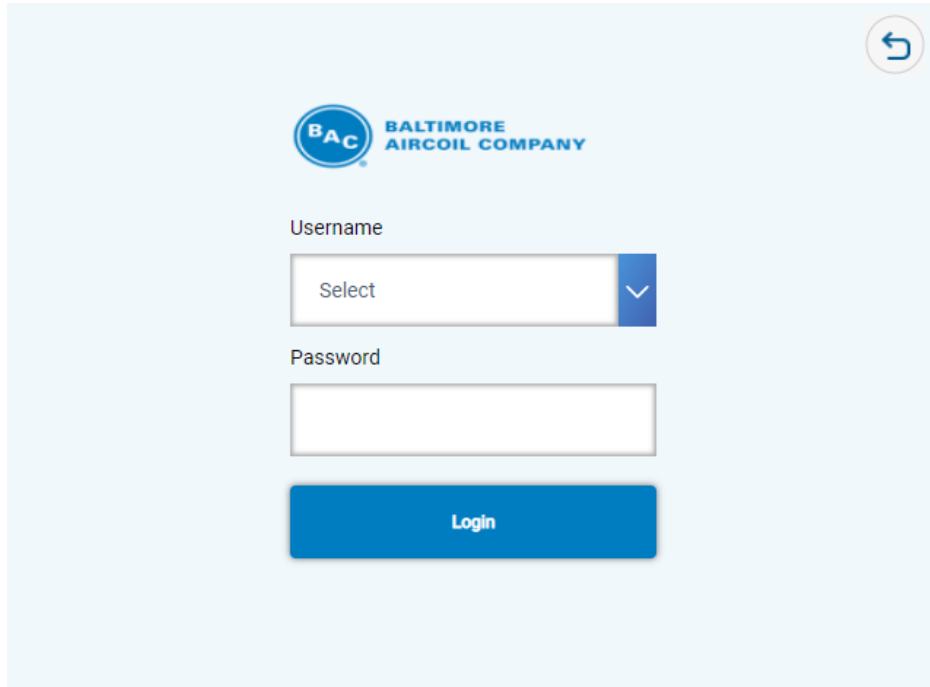 BAC
BALTIMORE
AIRCOIL COMPANY
Username
Select
Password
Login